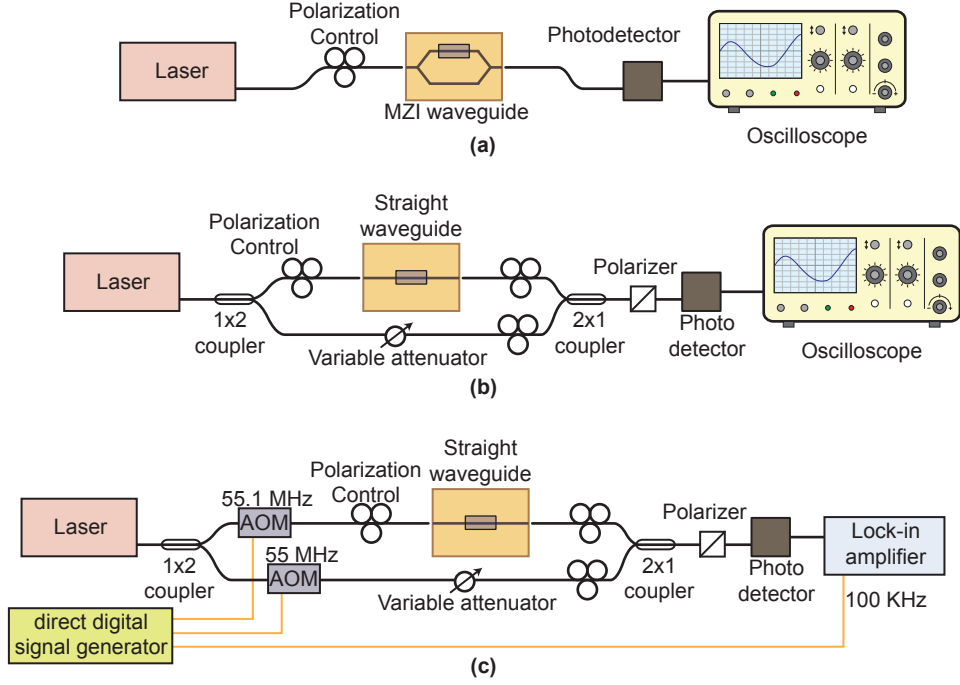 Polarization
Control
Laser
Photodetector
MZI waveguide
Oscilloscope
(a)
Straight
waveguide
Polarization
Control
Laser
Polarizer
1x2
coupler
Variable attenuator
2x1
coupler
Photo
detector
Oscilloscope
(b)
Straight
waveguide
Polarization
Control
55.1 MHz
AOM
Laser
Polarizer
Lock-in
amplifier
1x2
coupler
55 MHz
AOM
Variable attenuator
2x1
coupler
Photo
detector
100 KHz
direct digital
signal generator
(c)